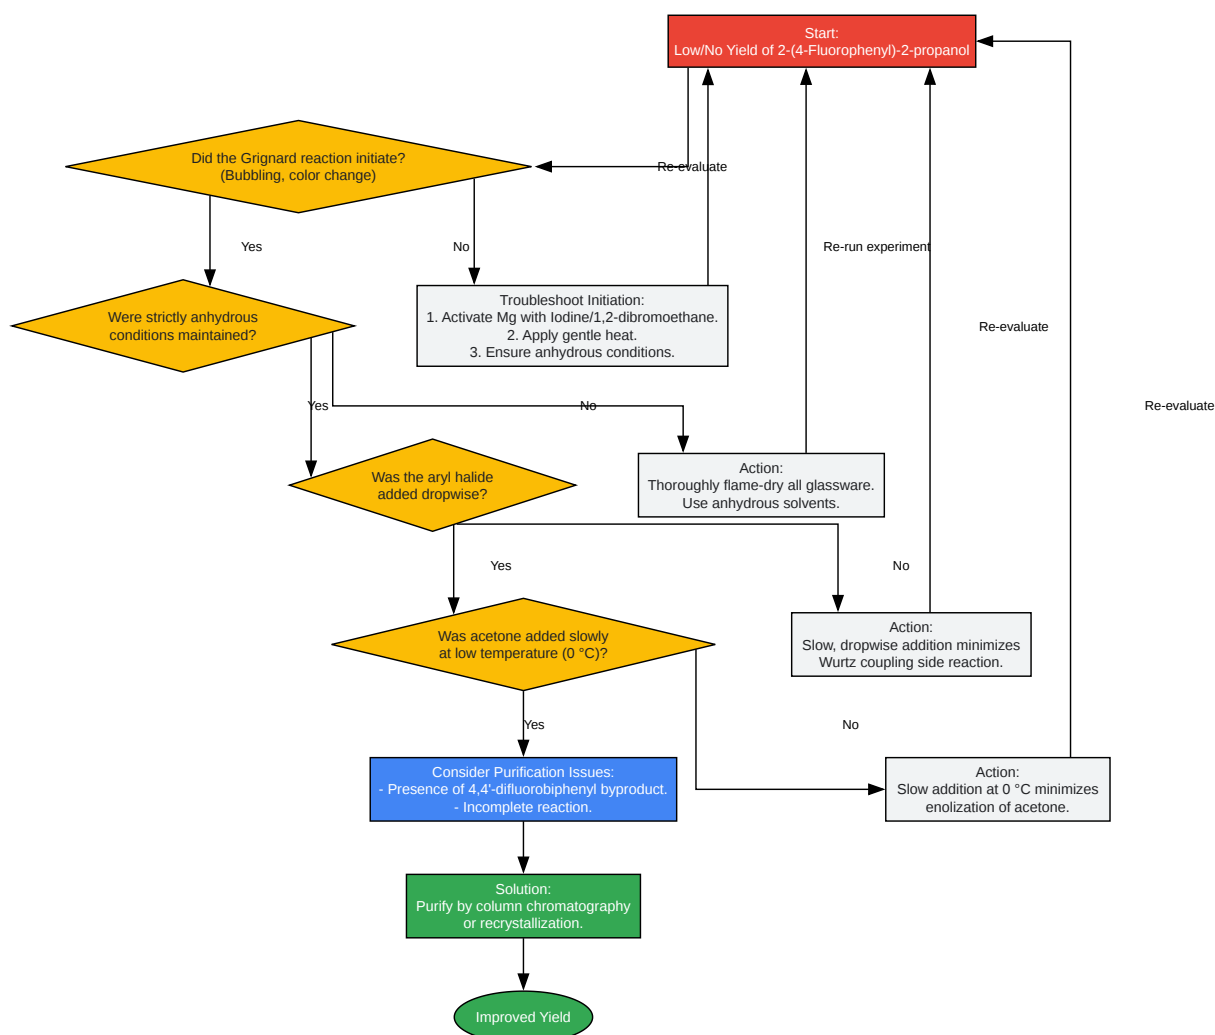 Start:
Low/No Yield of 2-(4-Fluorophenyl)-2-propanol
Did the Grignard reaction initiate?
(Bubbling, color change)
Re-evaluate
Yes
No
Re-run experiment
Troubleshoot Initiation:
1. Activate Mg with Iodine/1,2-dibromoethane.
2. Apply gentle heat.
3. Ensure anhydrous conditions.
Were strictly anhydrous
conditions maintained?
Re-evaluate
Yes
No
Re-evaluate
Was the aryl halide
added dropwise?
Action:
Thoroughly flame-dry all glassware.
Use anhydrous solvents.
Yes
No
Was acetone added slowly
at low temperature (0 °C)?
Action:
Slow, dropwise addition minimizes
Wurtz coupling side reaction.
Yes
No
Consider Purification Issues:
- Presence of 4,4'-difluorobiphenyl byproduct.
- Incomplete reaction.
Action:
Slow addition at 0 °C minimizes
enolization of acetone.
Solution:
Purify by column chromatography
or recrystallization.
Improved Yield